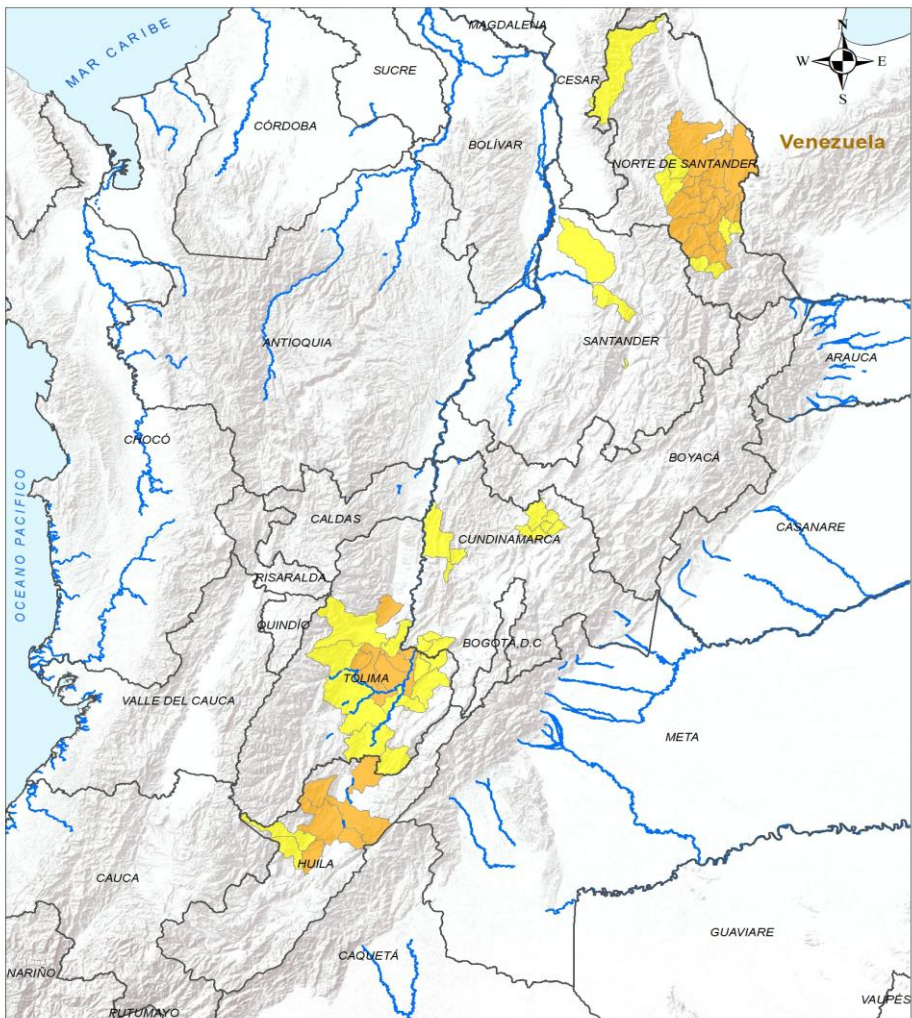 MAGDALENA
N
MAR CARIBE
SUCRE
CESAR
W E
S
CÓRDOBA
BOLÍVAR
Venezuela
NORTE DE SANTANDER
ANTIOQUIA
SANTANDER
ARAUCA
CHOCÓ
BOYACÁ
OCEANO PACIFICO
CALDAS
CUNDINAMARCA
CASANARE
RISARALDA
QUINDÍO
BOGOTÁ,D.C
TOLIMA
VALLE DEL CAUCA
META
HUILA
CAUCA
GUAVIARE
CAQUETÁ
NARIÑO
VAUPÉS
PUTUMAYO